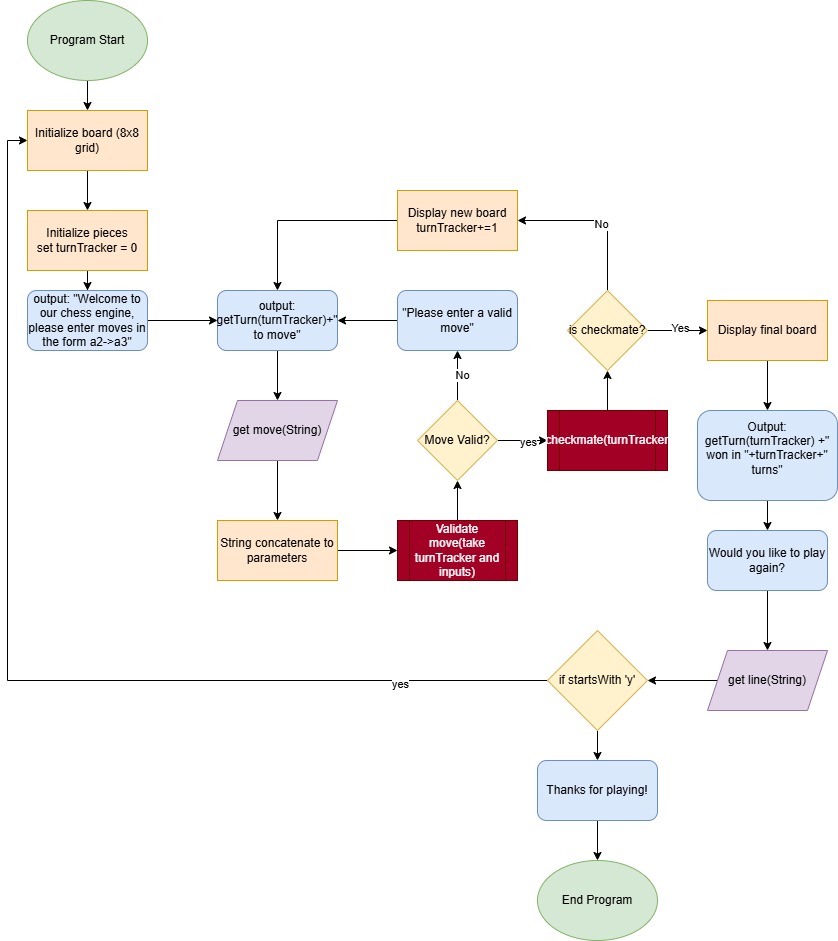 Program Start
Initialize board (8x8
grid)
Initialize pieces
set turnTracker = 0
output: "Welcome to
our chess engine,
please enter moves in
the form a2->a3"
output:
getTurn(turnTracker)+"
to move"
get move(String)
String concatenate to
parameters
Validate
move(take
turnTracker and
inputs)
Move Valid?
No
"Please enter a valid
move"
yes
checkmate(turnTracker
is checkmate?
No
Display new board
turnTracker+=1
Yes
Display final board
Output:
getTurn(turnTracker) +"
won in "+turnTracker+"
turns"
Would you like to play
again?
get line(String)
if startsWith 'y'
yes
Thanks for playing!
End Program